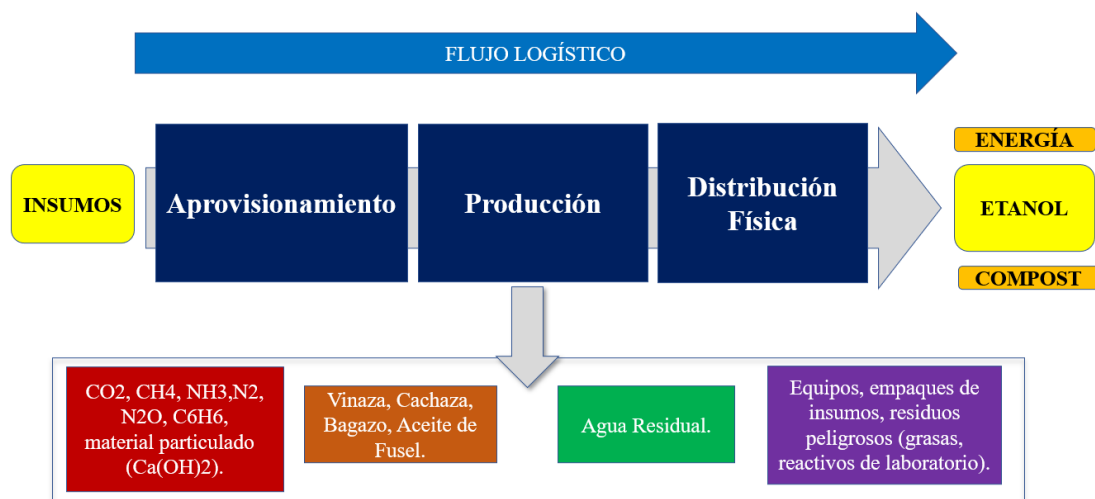 FLUJO LOGÍSTICO
INSUMOS
Aprovisionamiento
Producción
Distribución
Física
ENERGÍA
ETANOL
COMPOST
CO2, CH4, NH3,N2,
N2O, C6H6,
material particulado
(Ca(OH)2).
Vinaza, Cachaza,
Bagazo, Aceite de
Fusel.
Agua Residual.
Equipos, empaques de
insumos, residuos
peligrosos (grasas,
reactivos de laboratorio).